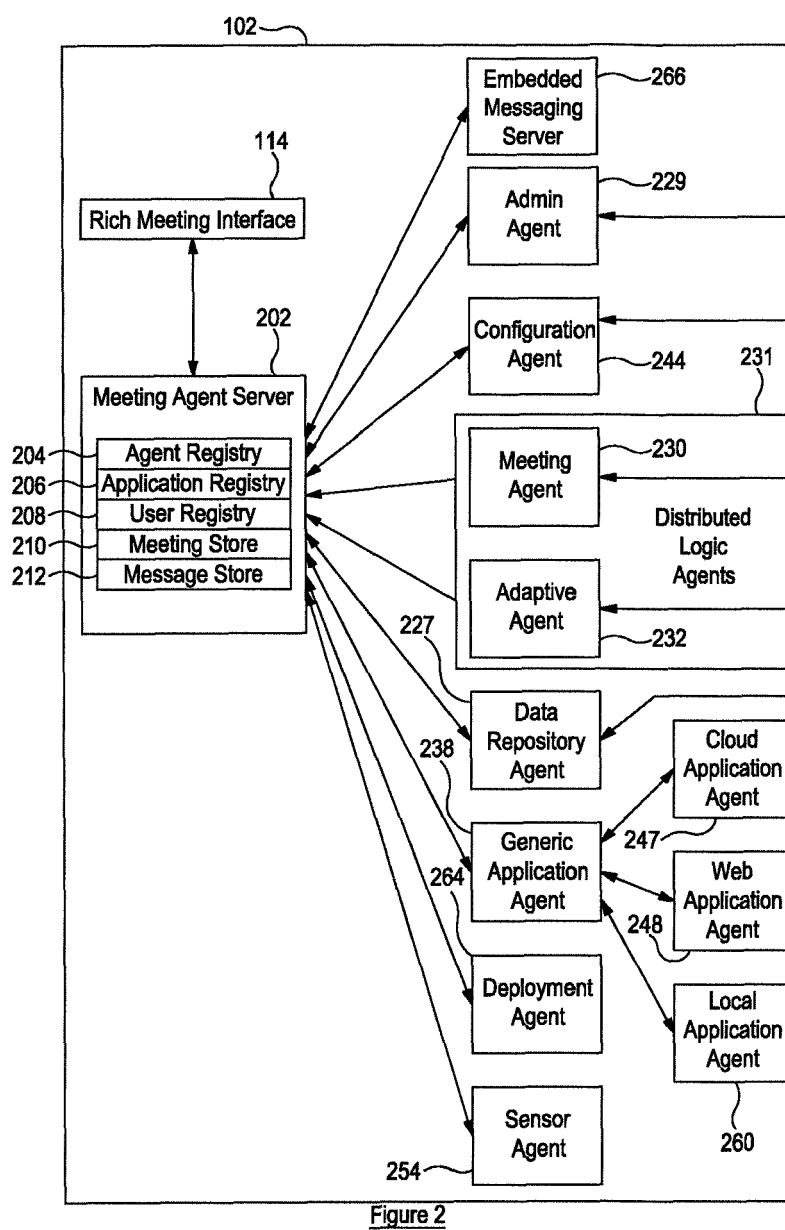 102
Embedded
Messaging
Server
266
114
Rich Meeting Interface
229
Admin
Agent
202
Configuration
Agent
244
231
Meeting Agent Server
204
Agent Registry
206
Application Registry
208
User Registry
210
Meeting Store
212
Message Store
230
Meeting
Agent
Distributed
Logic
Agents
Adaptive
Agent
232
227
Data
Repository
Agent
238
Cloud
Application
Agent
247
Generic
Application
Agent
264
Web
Application
Agent
248
Deployment
Agent
Local
Application
Agent
260
Sensor
Agent
254
Figure 2